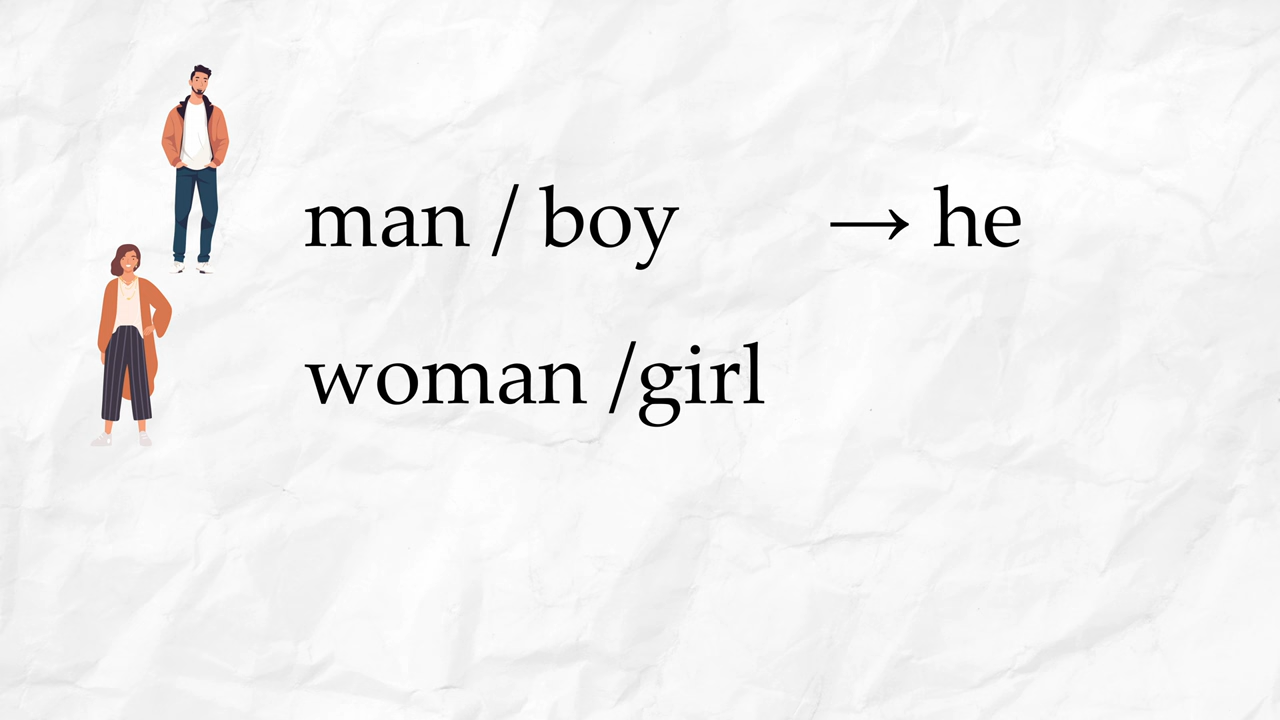 man / boy → he
woman /girl